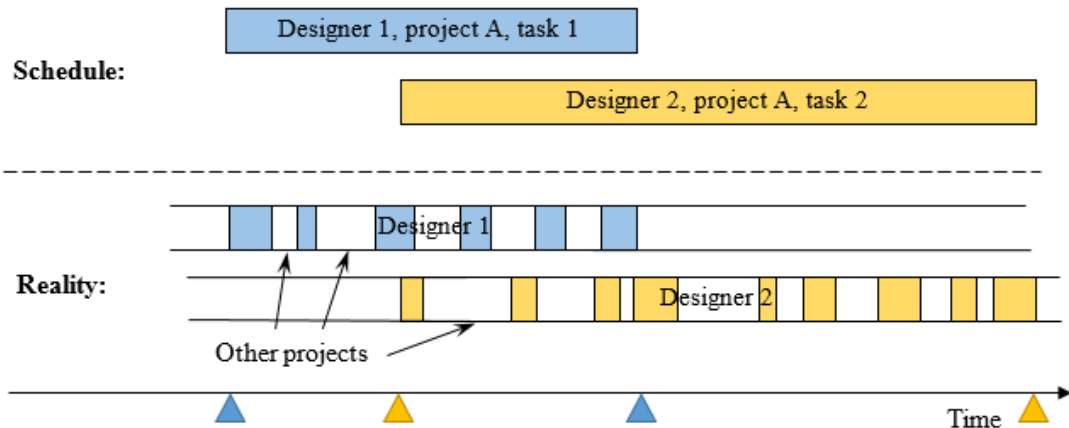 Designer 1, project A, task 1
Schedule:
Designer 2, project A, task 2
Designer 1
Reality:
Designer 2
Other projects
Time